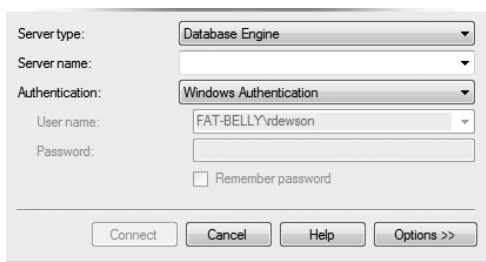 Server type: Database Engine
Server name:
Authentication: Windows Authentication
User name: FAT-BELLY\rdewson
Password:
Remember password
Connect Cancel Help Options >>